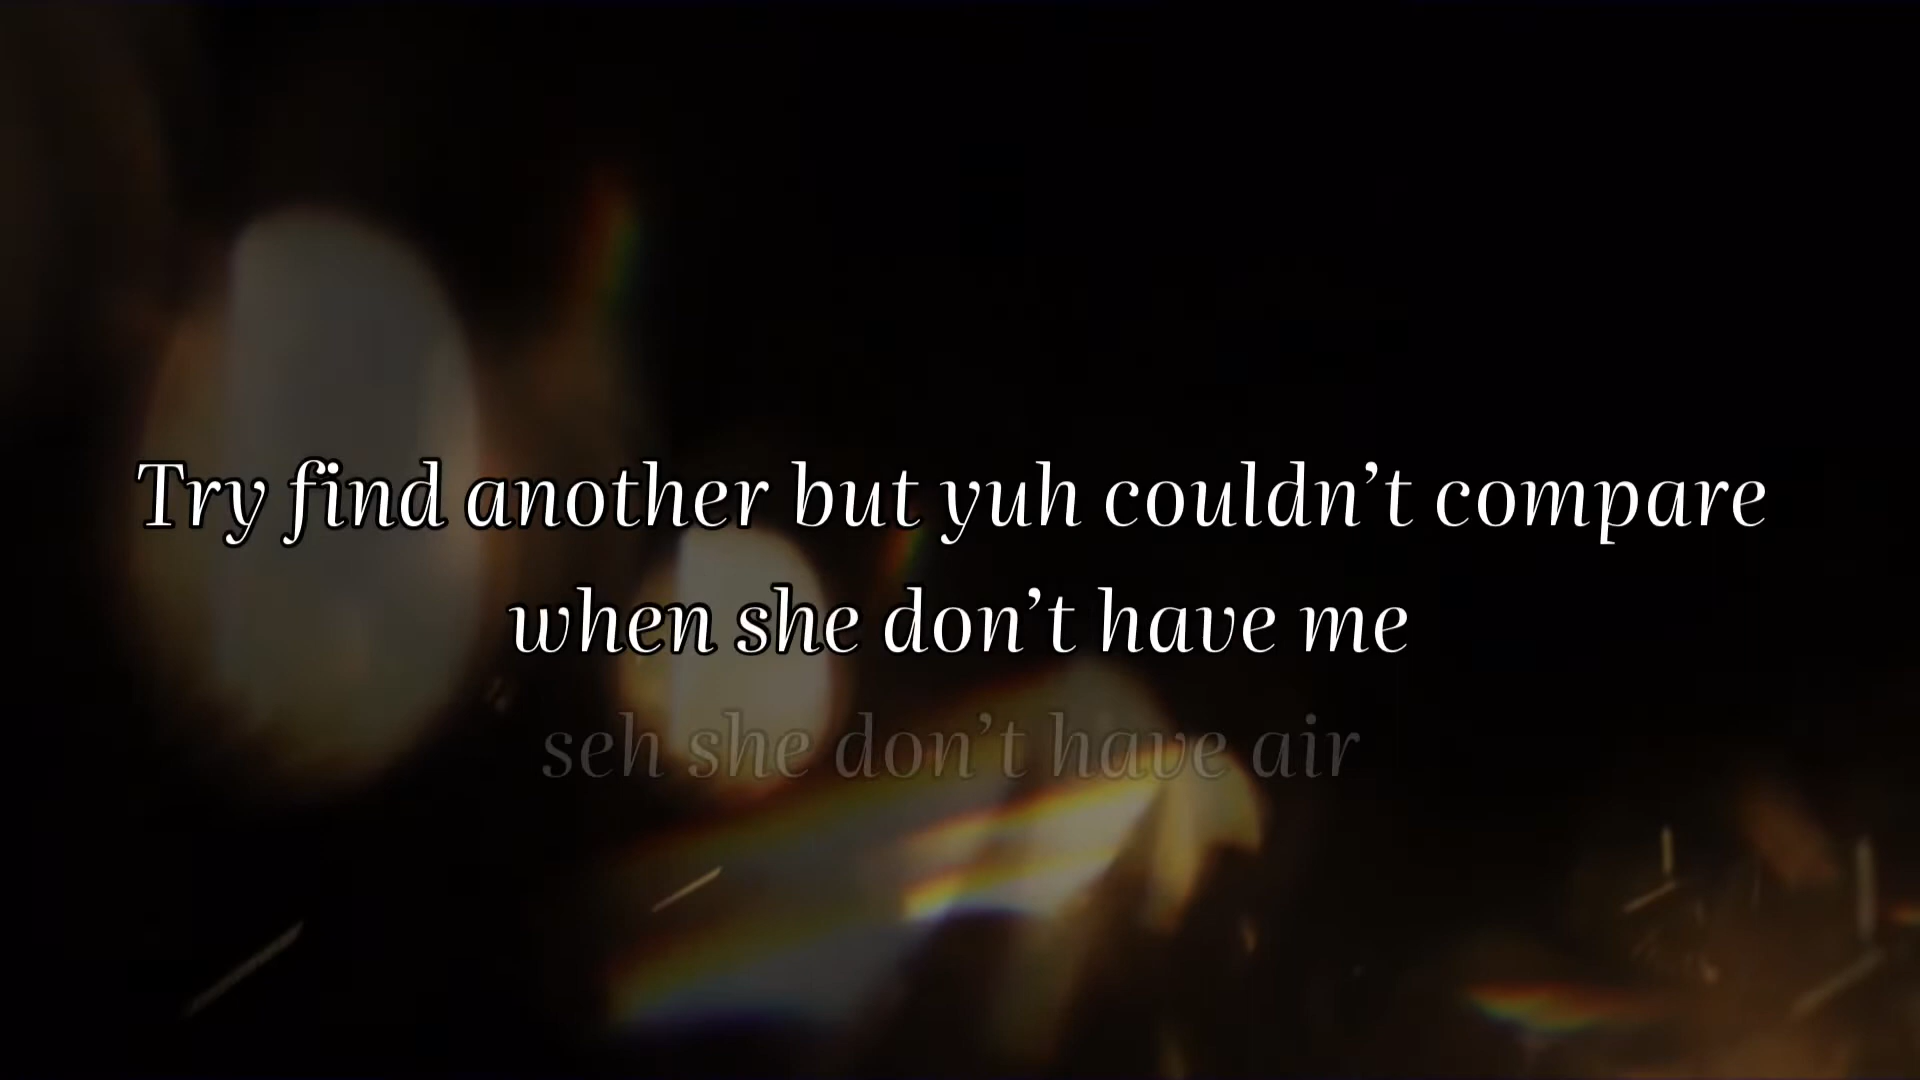 Try find another but yuh couldn’t compare
when she don’t have me
seh she don’t have air